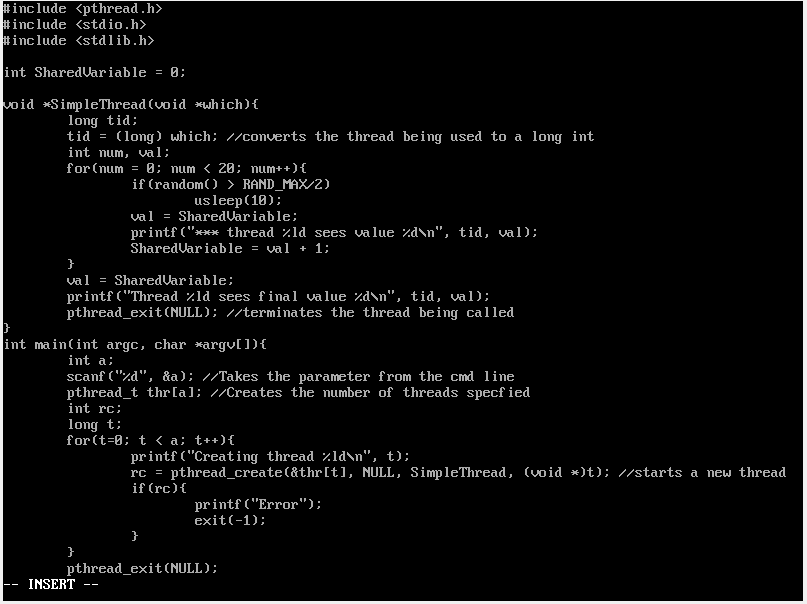 #include <pthread.h>
#include <stdio.h>
#include <stdlib.h>

int SharedVariable = 0;

void *SimpleThread(void *which){
        long tid;
        tid = (long) which; //converts the thread being used to a long int
        int num, val;
        for(num = 0; num < 20; num++){
                if(random() > RAND_MAX/2)
                        usleep(10);
                val = SharedVariable;
                printf("*** thread %ld sees value %d\n", tid, val);
                SharedVariable = val + 1;
        }
        val = SharedVariable;
        printf("Thread %ld sees final value %d\n", tid, val);
        pthread_exit(NULL); //terminates the thread being called
}
int main(int argc, char *argv[]){
        int a;
        scanf("%d", &a); //Takes the parameter from the cmd line
        pthread_t thr[a]; //Creates the number of threads specfied
        int rc;
        long t;
        for(t=0; t < a; t++){
                printf("Creating thread %ld\n", t);
                rc = pthread_create(&thr[t], NULL, SimpleThread, (void *)t); //starts a new thread
                if(rc){
                        printf("Error");
                        exit(-1);
                }
        }
        pthread_exit(NULL);
-- INSERT --